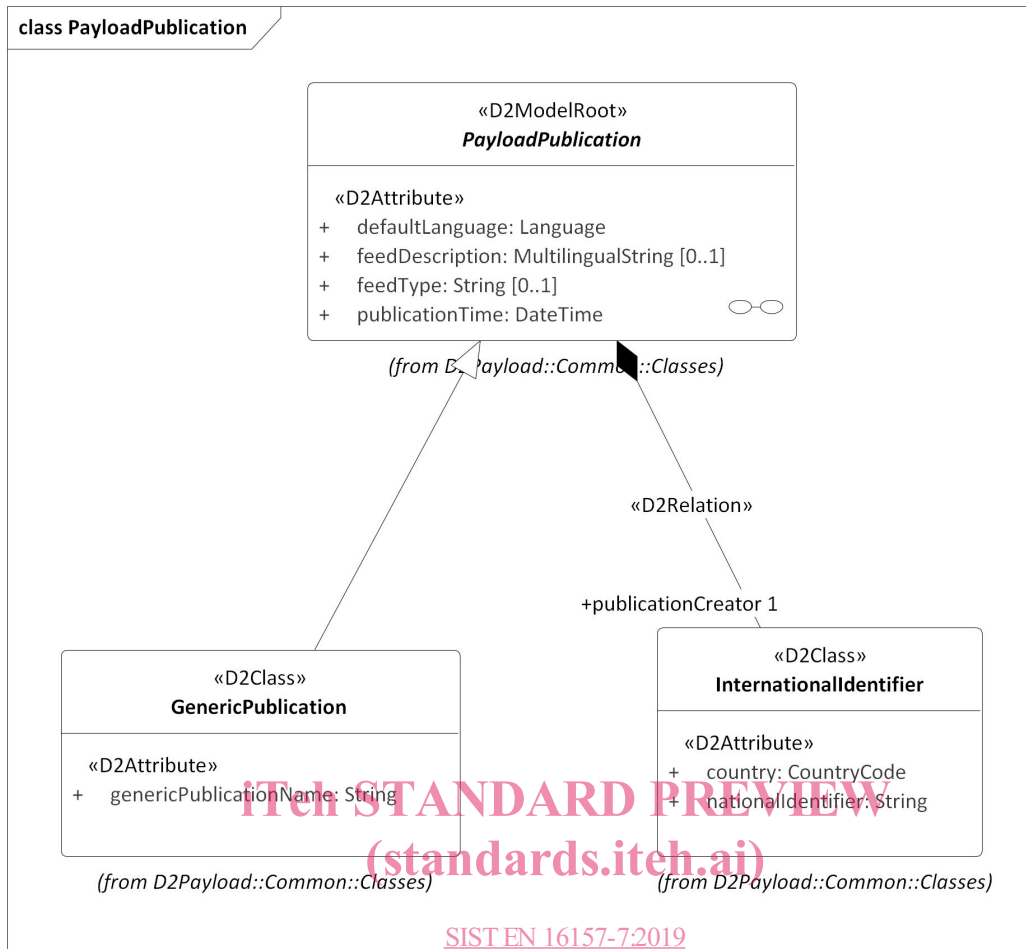 class PayloadPublication
«D2ModelRoot»
PayloadPublication
«D2Attribute»
+ defaultLanguage: Language
+ feedDescription: MultilingualString [0..1]
+ feedType: String [0..1]
+ publicationTime: DateTime
(from D2Payload::Common::Classes)
«D2Relation»
+publicationCreator 1
«D2Class»
GenericPublication
«D2Attribute»
+ genericPublicationName: String
(from D2Payload::Common::Classes)
«D2Class»
InternationalIdentifier
«D2Attribute»
+ country: CountryCode
+ nationalIdentifier: String
(from D2Payload::Common::Classes)
iTeh STANDARD PREVIEW
(standards.iteh.ai)
SIST EN 16157-7:2019